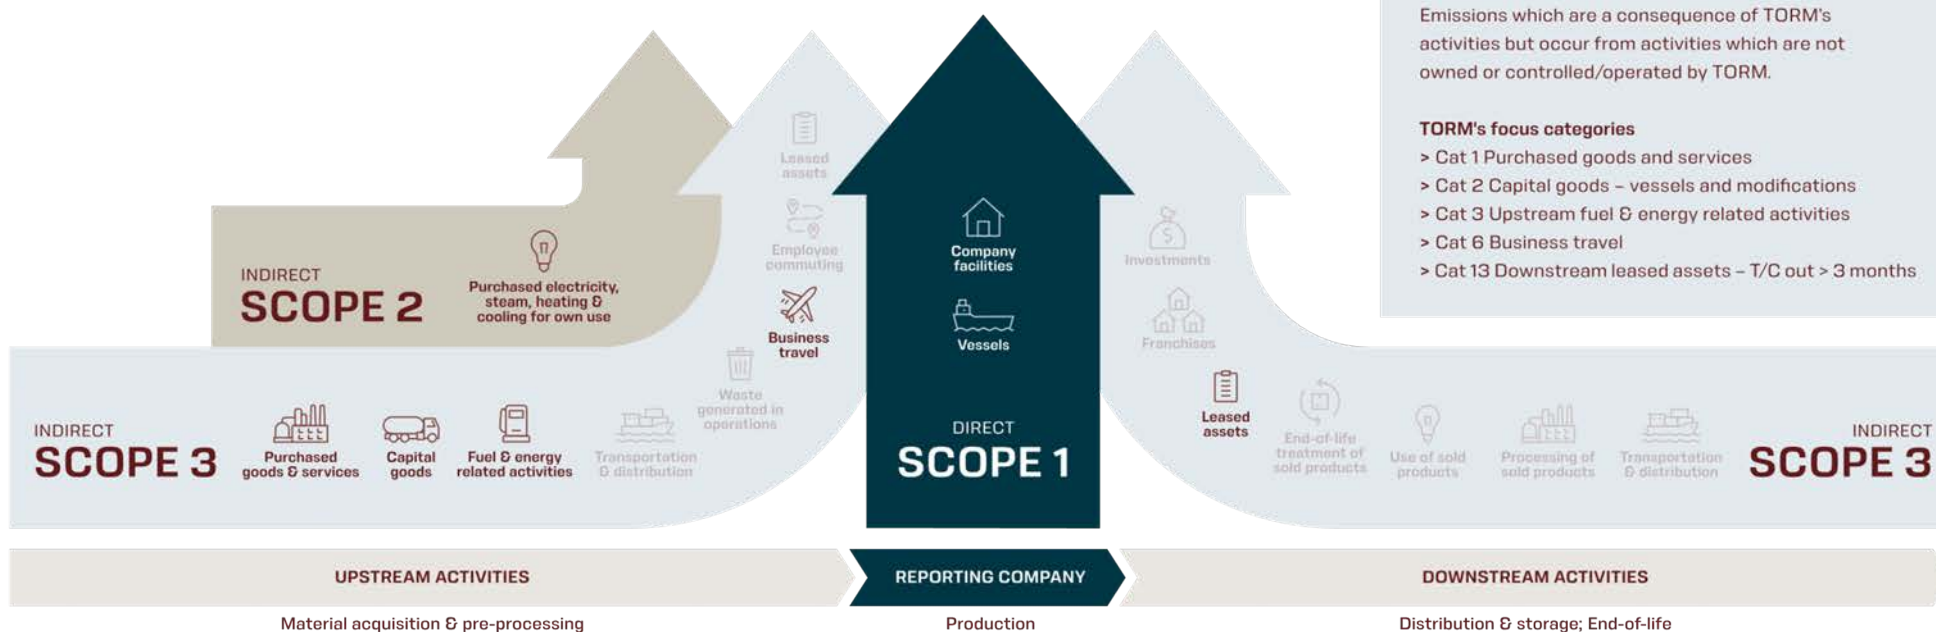 Emissions which are a consequence of TORM's
activities but occur from activities which are not
owned or controlled/operated by TORM.
TORM's focus categories
> Cat 1 Purchased goods and services
> Cat 2 Capital goods – vessels and modifications
> Cat 3 Upstream fuel & energy related activities
> Cat 6 Business travel
> Cat 13 Downstream leased assets – T/C out > 3 months
INDIRECT
SCOPE 2
Purchased electricity,
steam, heating &
cooling for own use
Leased
assets
Employee
commuting
Business
travel
Waste
generated in
operations
INDIRECT
SCOPE 3
Purchased
goods & services
Capital
goods
Fuel & energy
related activities
Transportation
& distribution
Company
facilities
Vessels
DIRECT
SCOPE 1
Investments
Franchises
Leased
assets
End-of-life
treatment of
sold products
Use of sold
products
Processing of
sold products
Transportation
& distribution
INDIRECT
SCOPE 3
UPSTREAM ACTIVITIES
REPORTING COMPANY
DOWNSTREAM ACTIVITIES
Material acquisition & pre-processing
Production
Distribution & storage; End-of-life